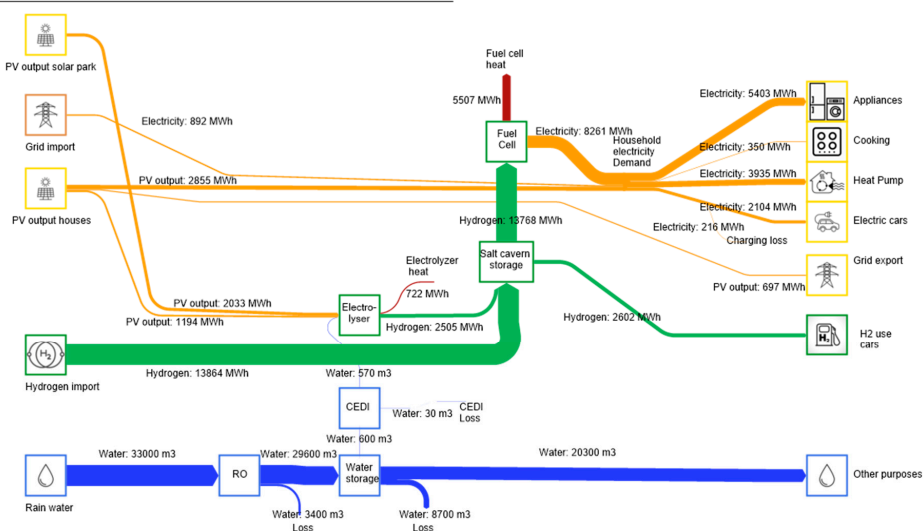 PV output solar park
Grid import
Electricity: 892 MWh
PV output houses
PV output: 2855 MWh
PV output: 2033 MWh
PV output: 1194 MWh
Hydrogen import
H2
Hydrogen: 13864 MWh
Fuel cell
heat
5507 MWh
Fuel
Cell
Electricity: 8261 MWh
Household
electricity
Demand
Electricity: 5403 MWh
Appliances
Electricity: 350 MWh
Cooking
Electricity: 3935 MWh
Heat Pump
Electricity: 2104 MWh
Electric cars
Electricity: 216 MWh
Charging loss
Grid export
PV output: 697 MWh
Hydrogen: 13768 MWh
Salt cavern
storage
Electrolyzer
heat
722 MWh
Electro-
lyser
Hydrogen: 2505 MWh
Hydrogen: 2602 MWh
H2 use
cars
Water: 570 m3
CEDI
Water: 30 m3
CEDI
Loss
Water: 600 m3
Rain water
Water: 33000 m3
RO
Water: 29600 m3
Water
storage
Water: 20300 m3
Other purposes
Water: 3400 m3
Loss
Water: 8700 m3
Loss